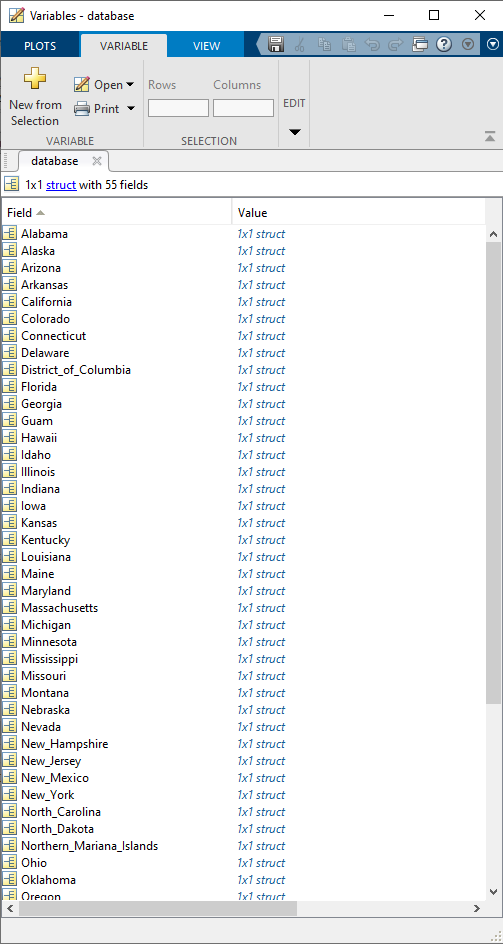 Variables - database
PLOTS VARIABLE VIEW
New from Selection
Open
Print
Rows Columns
EDIT
VARIABLE SELECTION
database
1x1 struct with 55 fields
Field Value
Alabama 1x1 struct
Alaska 1x1 struct
Arizona 1x1 struct
Arkansas 1x1 struct
California 1x1 struct
Colorado 1x1 struct
Connecticut 1x1 struct
Delaware 1x1 struct
District_of_Columbia 1x1 struct
Florida 1x1 struct
Georgia 1x1 struct
Guam 1x1 struct
Hawaii 1x1 struct
Idaho 1x1 struct
Illinois 1x1 struct
Indiana 1x1 struct
Iowa 1x1 struct
Kansas 1x1 struct
Kentucky 1x1 struct
Louisiana 1x1 struct
Maine 1x1 struct
Maryland 1x1 struct
Massachusetts 1x1 struct
Michigan 1x1 struct
Minnesota 1x1 struct
Mississippi 1x1 struct
Missouri 1x1 struct
Montana 1x1 struct
Nebraska 1x1 struct
Nevada 1x1 struct
New_Hampshire 1x1 struct
New_Jersey 1x1 struct
New_Mexico 1x1 struct
New_York 1x1 struct
North_Carolina 1x1 struct
North_Dakota 1x1 struct
Northern_Mariana_Islands 1x1 struct
Ohio 1x1 struct
Oklahoma 1x1 struct
Oregon 1x1 struct